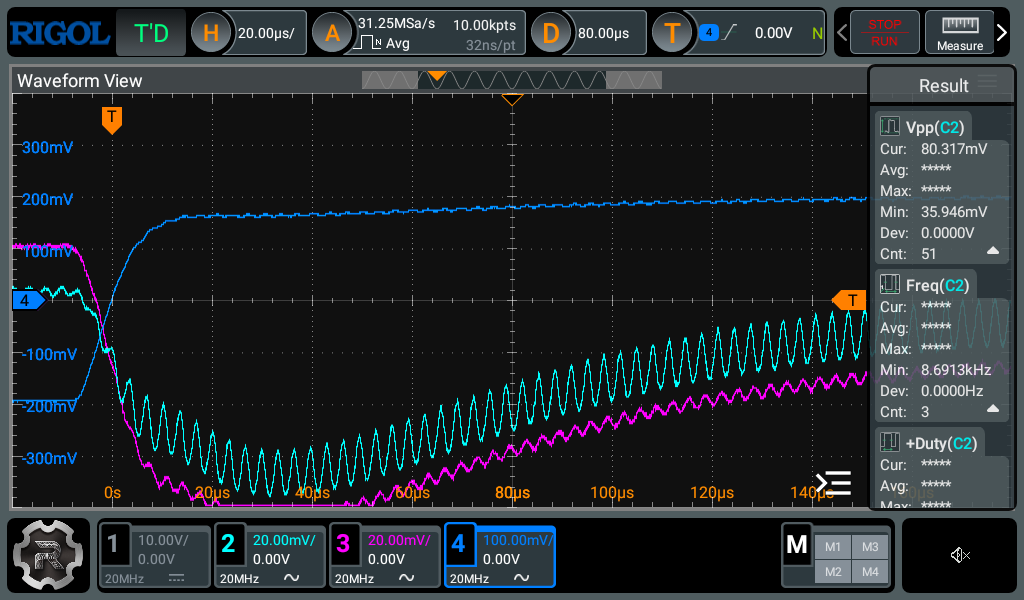 RIGOL T'D H 20.00µs/ A 31.25MSa/s 10.00kpts D 80.00µs T 4 0.00V N STOP
N Avg 32ns/pt RUN Measure
Waveform View
Result
T
300mV
200mV
100mV
4
T
-100mV
-200mV
-300mV
0s 20µs 40µs 60µs 80µs 100µs 120µs 140µs
Vpp(C2)
Cur: 80.317mV
Avg: *****
Max: *****
Min: 35.946mV
Dev: 0.0000V
Cnt: 51
Freq(C2)
Cur: *****
Avg: *****
Max: *****
Min: 8.6913kHz
Dev: 0.0000Hz
Cnt: 3
+Duty(C2)
Cur: *****
Avg: *****
Max: *****
1 10.00V/
0.00V
20MHz
2 20.00mV/
0.00V
20MHz
3 20.00mV/
0.00V
20MHz
4 100.00mV/
0.00V
20MHz
M M1 M3
M2 M4